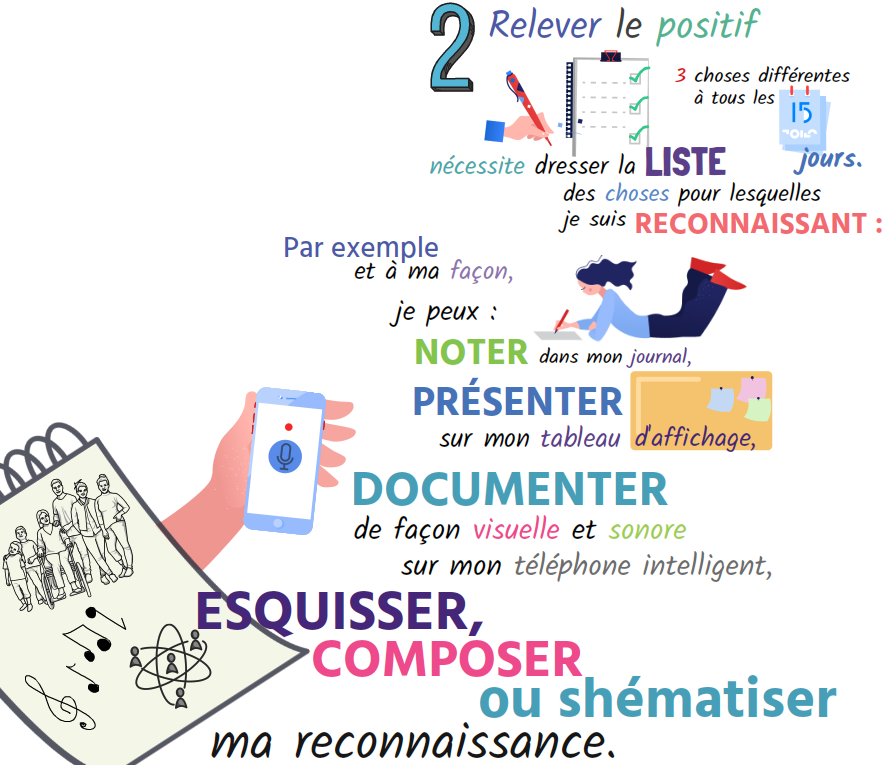 2 Relever le positif
3 choses différentes
à tous les
15
jours.
nécessite dresser la LISTE
des choses pour lesquelles
je suis RECONNAISSANT :
Par exemple
et à ma façon,
je peux :
NOTER dans mon journal,
PRÉSENTER
sur mon tableau d'affichage,
DOCUMENTER
de façon visuelle et sonore
sur mon téléphone intelligent,
ESQUISSER,
COMPOSER
ou shématiser
ma reconnaissance.